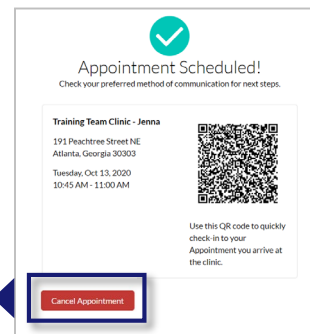 Appointment Scheduled!
Check your preferred method of communication for next steps.
Training Team Clinic - Jenna
191 Peachtree Street NE
Atlanta, Georgia 30303
Tuesday, Oct 13, 2020
10:45 AM - 11:00 AM
Use this QR code to quickly
check-in to your
Appointment you arrive at
the clinic.
Cancel Appointment